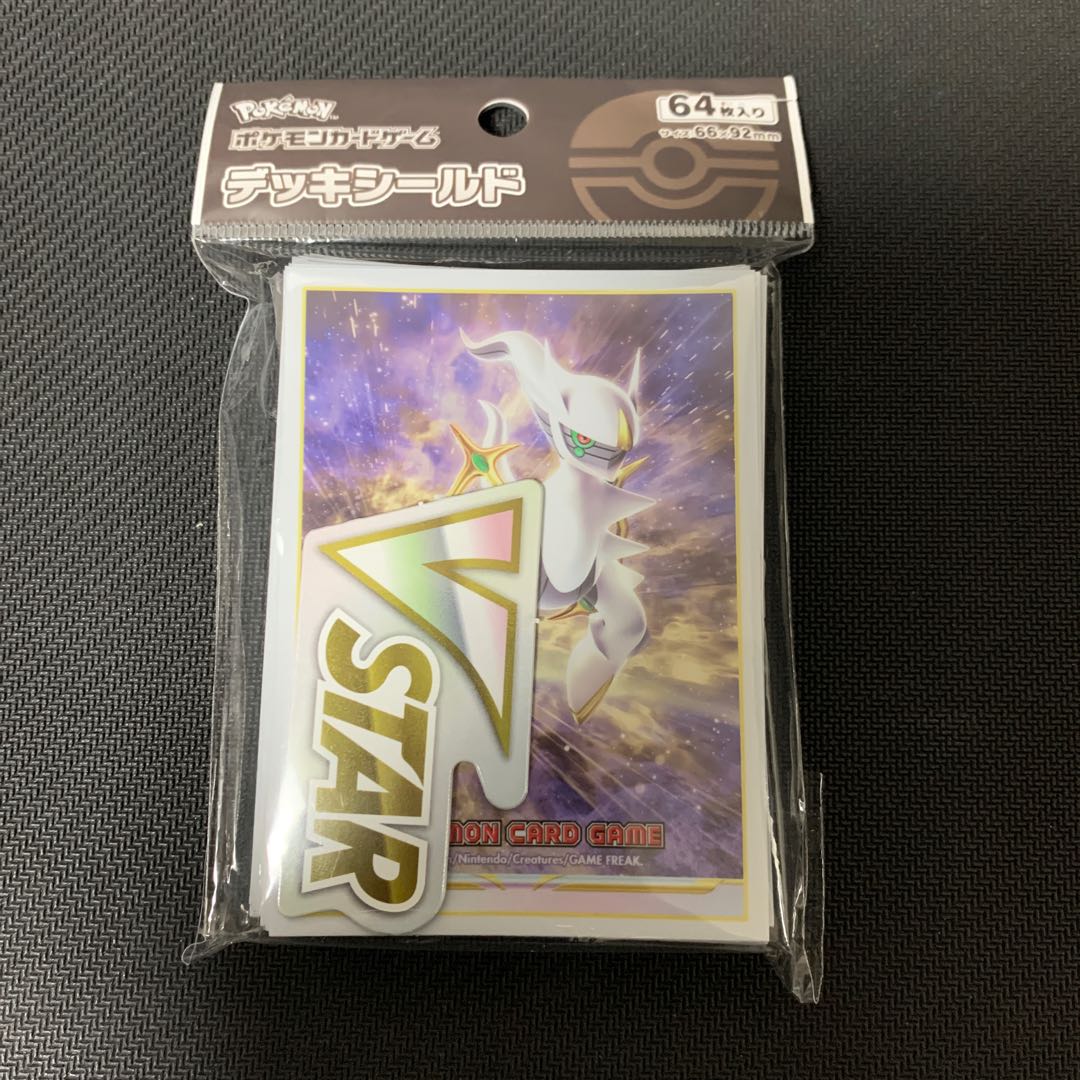 POKéMON™
ポケモンカードゲーム
デッキシールド
64枚入り
サイズ:66×92mm
V
STAR
MON CARD GAME
/Nintendo/Creatures/GAME FREAK.